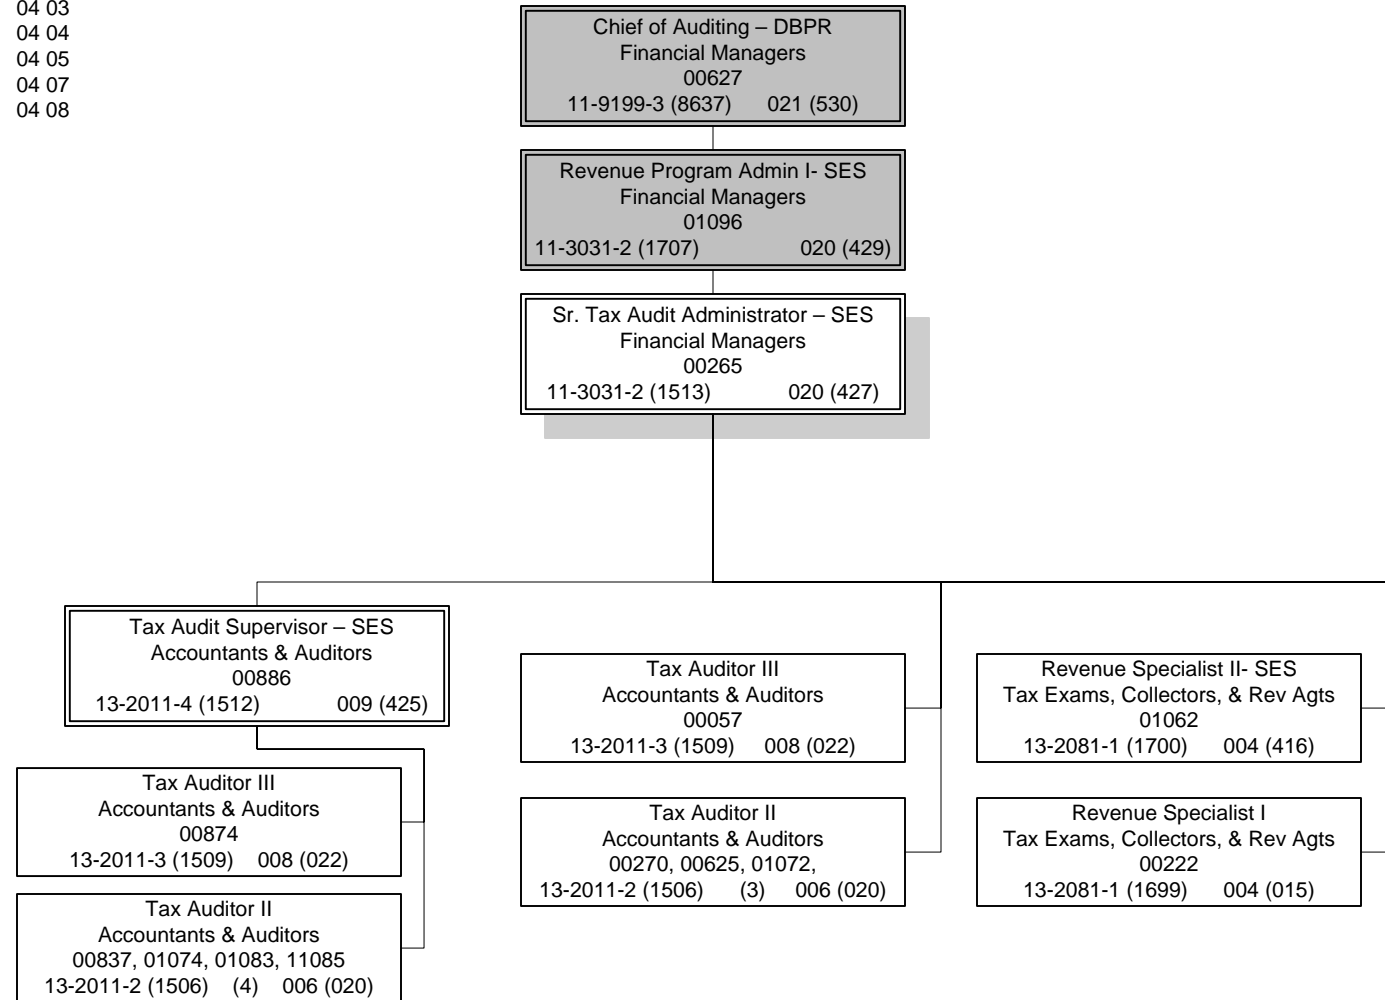 04 03
04 04
04 05
04 07
04 08
Chief of Auditing – DBPR
Financial Managers
00627
11-9199-3 (8637) 021 (530)
Revenue Program Admin I- SES
Financial Managers
01096
11-3031-2 (1707) 020 (429)
Sr. Tax Audit Administrator – SES
Financial Managers
00265
11-3031-2 (1513) 020 (427)
Tax Audit Supervisor – SES
Accountants & Auditors
00886
13-2011-4 (1512) 009 (425)
Tax Auditor III
Accountants & Auditors
00874
13-2011-3 (1509) 008 (022)
Tax Auditor II
Accountants & Auditors
00837, 01074, 01083, 11085
13-2011-2 (1506) (4) 006 (020)
Tax Auditor III
Accountants & Auditors
00057
13-2011-3 (1509) 008 (022)
Tax Auditor II
Accountants & Auditors
00270, 00625, 01072,
13-2011-2 (1506) (3) 006 (020)
Revenue Specialist II- SES
Tax Exams, Collectors, & Rev Agts
01062
13-2081-1 (1700) 004 (416)
Revenue Specialist I
Tax Exams, Collectors, & Rev Agts
00222
13-2081-1 (1699) 004 (015)